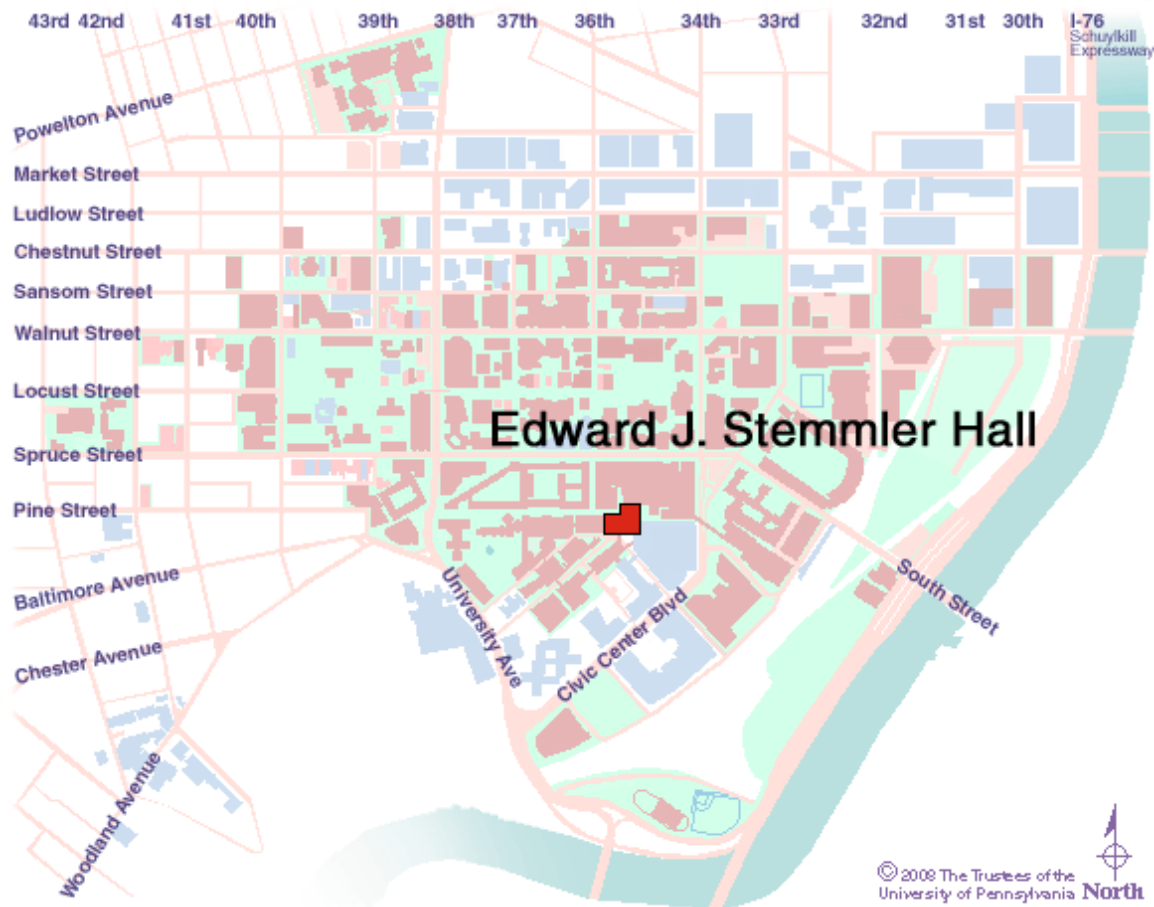 43rd 42nd 41st 40th 39th 38th 37th 36th 34th 33rd 32nd 31st 30th I-76
Schuylkill
Expressway
Powelton Avenue
Market Street
Ludlow Street
Chestnut Street
Sansom Street
Walnut Street
Locust Street
Edward J. Stemmler Hall
Spruce Street
Pine Street
Baltimore Avenue
University Ave
South Street
Civic Center Blvd
Chester Avenue
Woodland Avenue
© 2008 The Trustees of the
University of Pennsylvania North